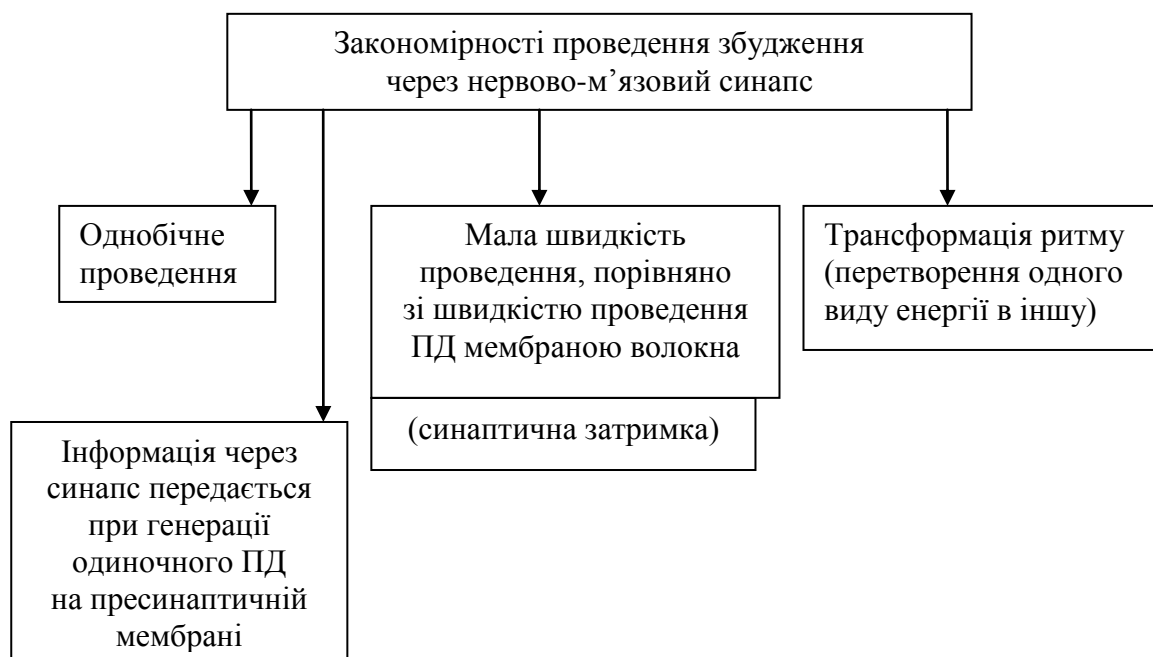 Закономірності проведення збудження
через нервово-м’язовий синапс
Однобічне
проведення
Мала швидкість
проведення, порівняно
зі швидкістю проведення
ПД мембраною волокна
(синаптична затримка)
Трансформація ритму
(перетворення одного
виду енергії в іншу)
Інформація через
синапс передається
при генерації
одиночного ПД
на пресинаптичній
мембрані